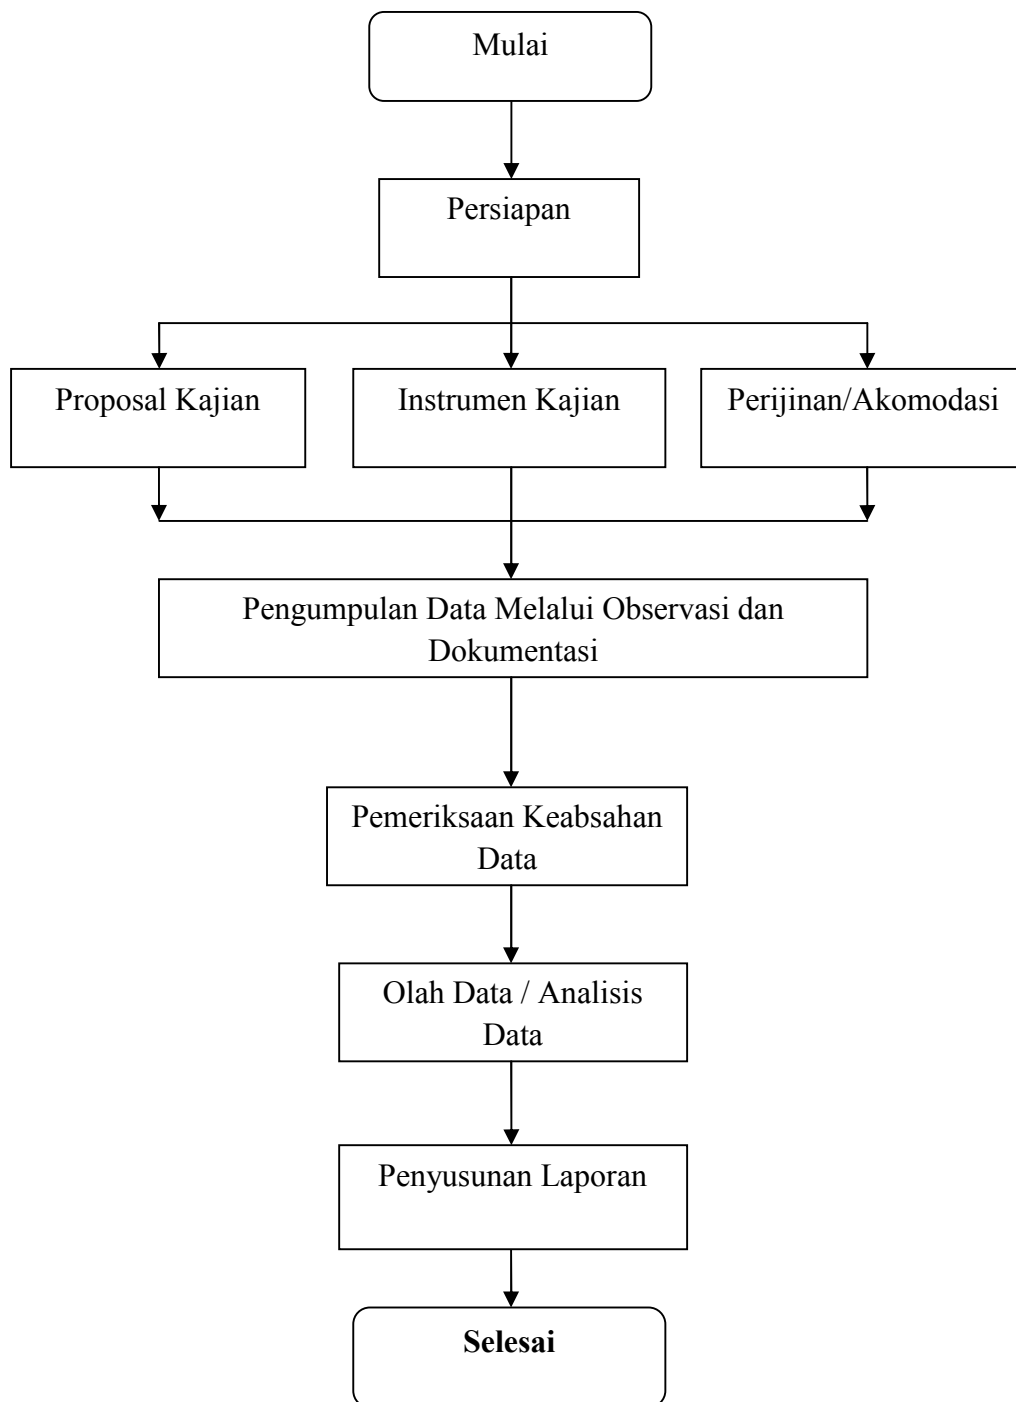 Mulai
Persiapan
Proposal Kajian
Instrumen Kajian
Perijinan/Akomodasi
Pengumpulan Data Melalui Observasi dan
Dokumentasi
Pemeriksaan Keabsahan
Data
Olah Data / Analisis
Data
Penyusunan Laporan
Selesai